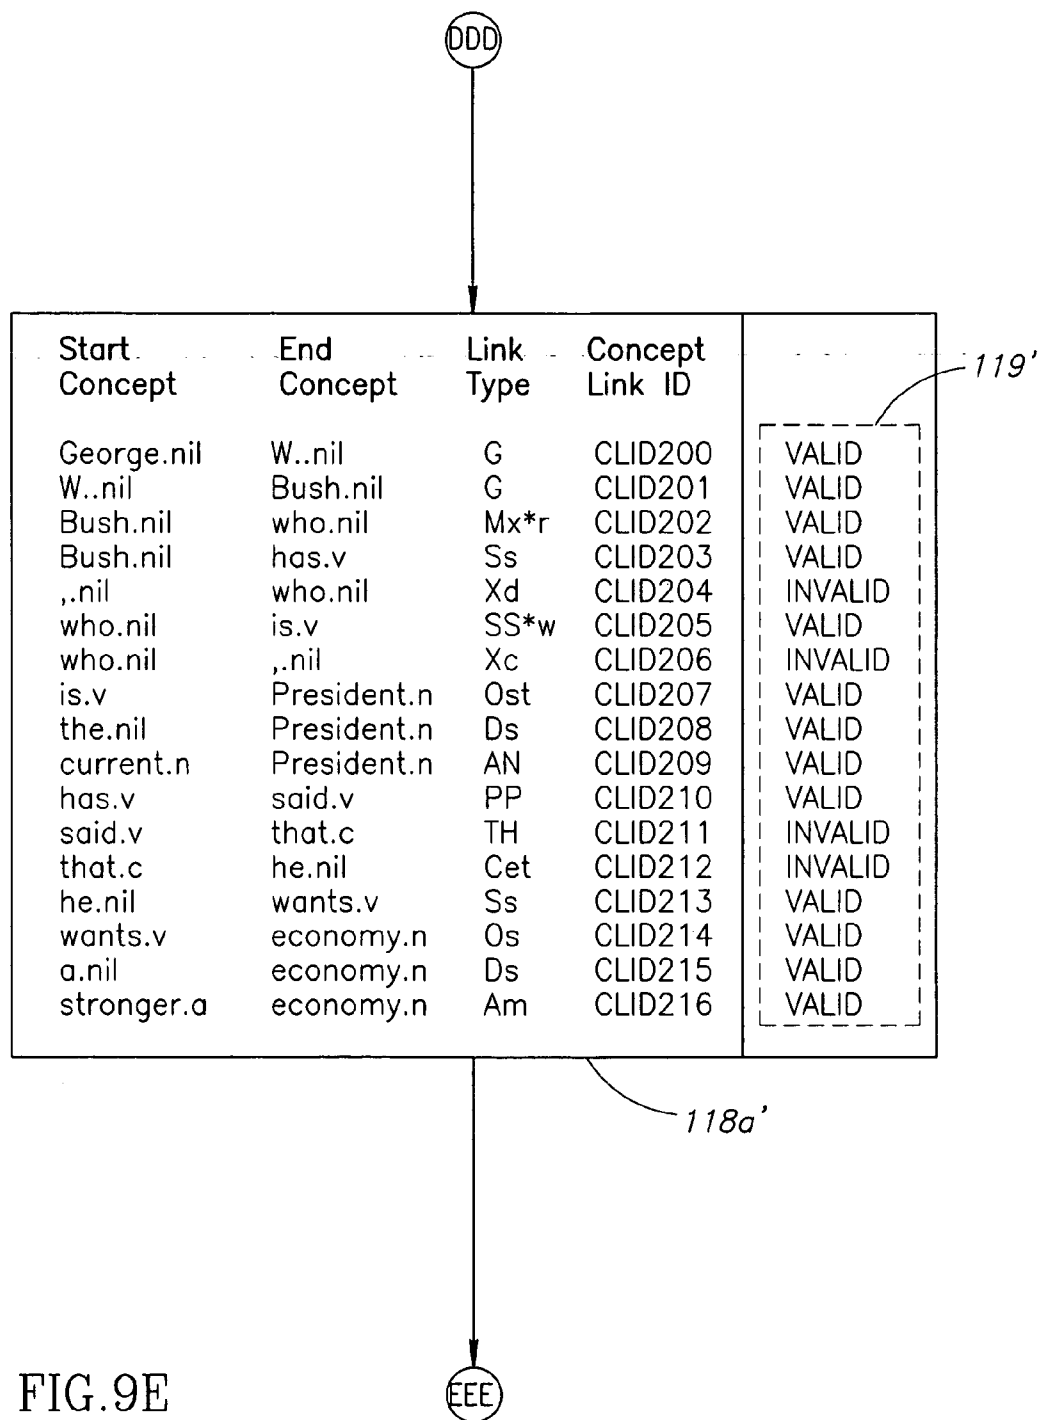 DDD
Start End Link Concept
Concept Concept Type Link ID
119'
George.nil W..nil G CLID200 VALID
W..nil Bush.nil G CLID201 VALID
Bush.nil who.nil Mx*r CLID202 VALID
Bush.nil has.v Ss CLID203 VALID
,.nil who.nil Xd CLID204 INVALID
who.nil is.v SS*w CLID205 VALID
who.nil ,.nil Xc CLID206 INVALID
is.v President.n Ost CLID207 VALID
the.nil President.n Ds CLID208 VALID
current.n President.n AN CLID209 VALID
has.v said.v PP CLID210 VALID
said.v that.c TH CLID211 INVALID
that.c he.nil Cet CLID212 INVALID
he.nil wants.v Ss CLID213 VALID
wants.v economy.n Os CLID214 VALID
a.nil economy.n Ds CLID215 VALID
stronger.a economy.n Am CLID216 VALID
118a'
FIG.9E
EEE